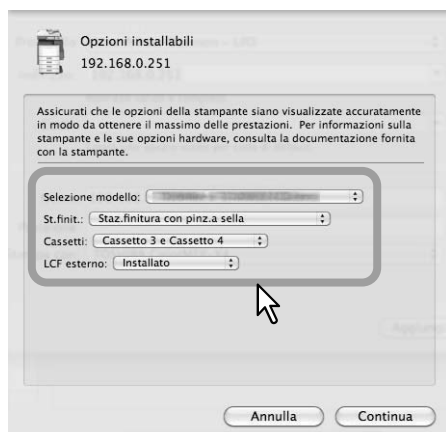 Opzioni installabili
192.168.0.251
Assicurati che le opzioni della stampante siano visualizzate accuratamente
in modo da ottenere il massimo delle prestazioni. Per informazioni sulla
stampante e le sue opzioni hardware, consulta la documentazione fornita
con la stampante.
Selezione modello:
St.finit.: Staz.finitura con pinz.a sella
Cassetti: Cassetto 3 e Cassetto 4
LCF esterno: Installato
Annulla Continua